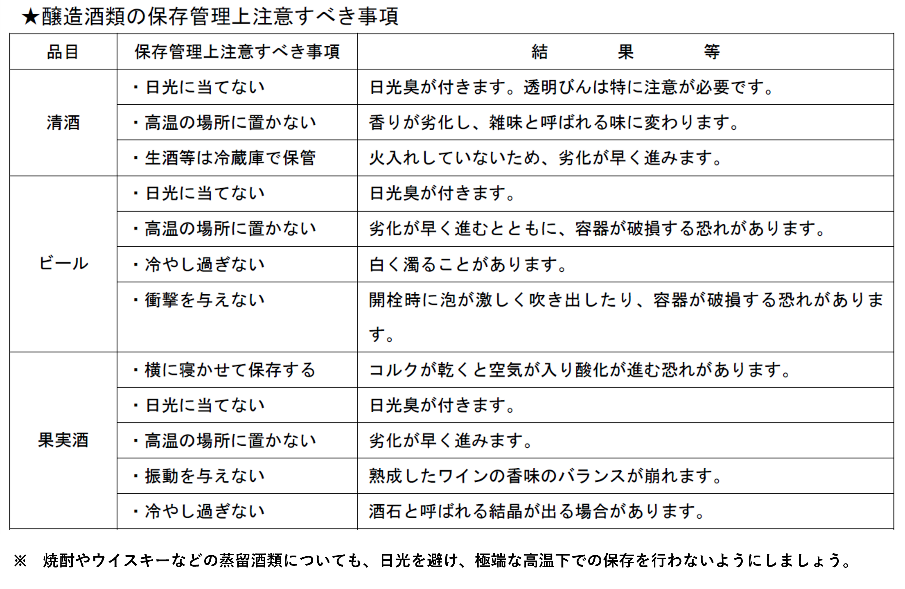 ★醸造酒類の保存管理上注意すべき事項
品目 保存管理上注意すべき事項 結果等
清酒
・日光に当てない 日光臭が付きます。透明びんは特に注意が必要です。
・高温の場所に置かない 香りが劣化し、雑味と呼ばれる味に変わります。
・生酒等は冷蔵庫で保管 火入れしていないため、劣化が早く進みます。
ビール
・日光に当てない 日光臭が付きます。
・高温の場所に置かない 劣化が早く進むとともに、容器が破損する恐れがあります。
・冷やし過ぎない 白く濁ることがあります。
・衝撃を与えない 開栓時に泡が激しく吹き出したり、容器が破損する恐れがありま
す。
果実酒
・横に寝かせて保存する コルクが乾くと空気が入り酸化が進む恐れがあります。
・日光に当てない 日光臭が付きます。
・高温の場所に置かない 劣化が早く進みます。
・振動を与えない 熟成したワインの香味のバランスが崩れます。
・冷やし過ぎない 酒石と呼ばれる結晶が出る場合があります。
※ 焼酎やウイスキーなどの蒸留酒類についても、日光を避け、極端な高温下での保存を行わないようにしましょう。